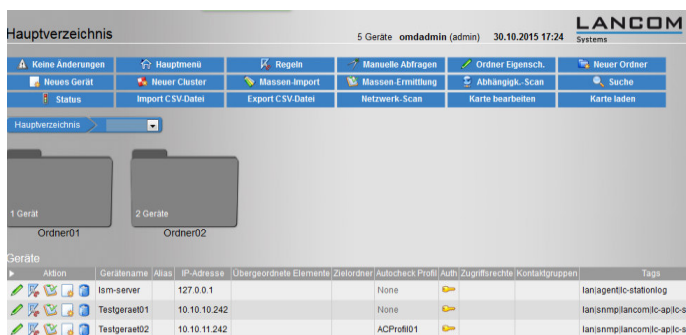 Hauptverzeichnis
5 Geräte omdadmin (admin) 30.10.2015 17:24
LANCOM
Systems
Keine Änderungen Hauptmenü Regeln Manuelle Abfragen Ordner Eigensch. Neuer Ordner
Neues Gerät Neuer Cluster Massen-Import Massen-Ermittlung Abhängigk.-Scan Suche
Status Import CSV-Datei Export CSV-Datei Netzwerk-Scan Karte bearbeiten Karte laden
Hauptverzeichnis
1 Gerät 2 Geräte
Ordner01 Ordner02
Geräte
Aktion Gerätename Alias IP-Adresse Übergeordnete Elemente Zielordner Autocheck Profil Auth Zugriffsrechte Kontaktgruppen Tags
lsm-server 127.0.0.1 None lan|agent|lc-stationlog
Testgeraet01 10.10.10.242 None lan|snmp|lancom|lc-ap|lc-s
Testgeraet02 10.10.11.242 ACProfil01 lan|snmp|lancom|lc-ap|lc-s